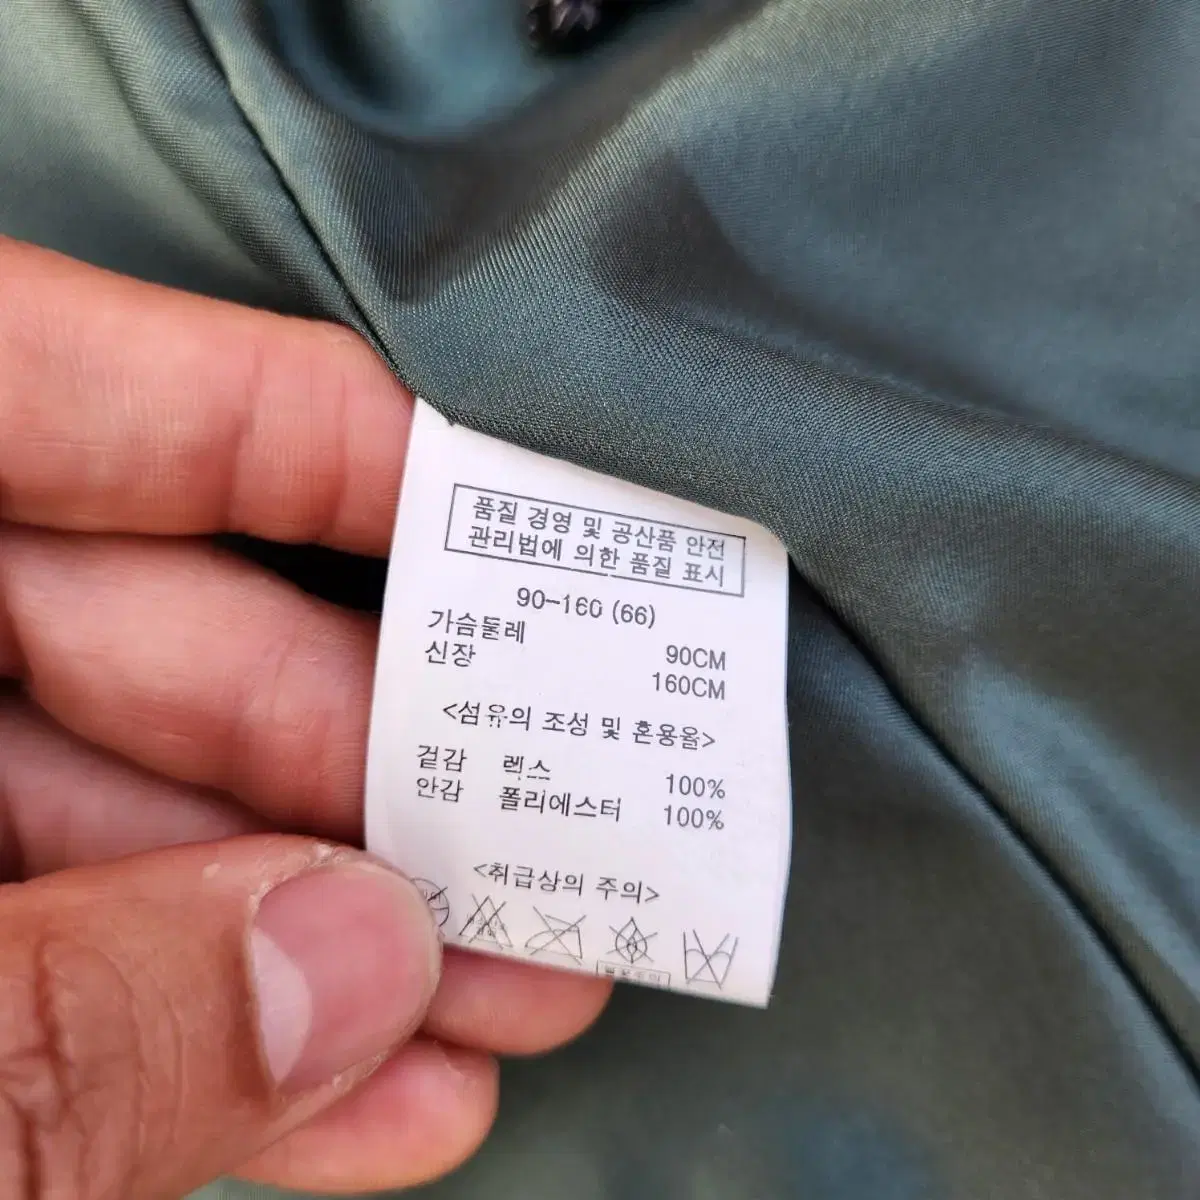 품질 경영 및 공산품 안전
관리법에 의한 품질 표시
90-160 (66)
가슴둘레 90CM
신장 160CM
<섬유의 조성 및 혼용율>
겉감 렉스 100%
안감 폴리에스터 100%
<취급상의 주의>